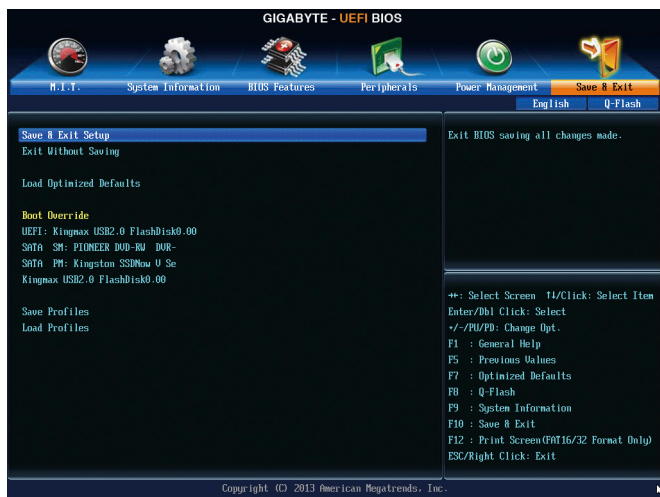 GIGABYTE - UEFI BIOS
M.I.T. System Information BIOS Features Peripherals Power Management Save & Exit
English Q-Flash
Save & Exit Setup
Exit Without Saving
Load Optimized Defaults
Boot Override
UEFI: Kingmax USB2.0 FlashDisk0.00
SATA SM: PIONEER DVD-RW DVR-
SATA PM: Kingston SSDNow V Se
Kingmax USB2.0 FlashDisk0.00
Save Profiles
Load Profiles
Exit BIOS saving all changes made.
→←: Select Screen ↑↓/Click: Select Item
Enter/Dbl Click: Select
+/-/PU/PD: Change Opt.
F1 : General Help
F5 : Previous Values
F7 : Optimized Defaults
F8 : Q-Flash
F9 : System Information
F10 : Save & Exit
F12 : Print Screen(FAT16/32 Format Only)
ESC/Right Click: Exit
Copyright (C) 2013 American Megatrends, Inc.